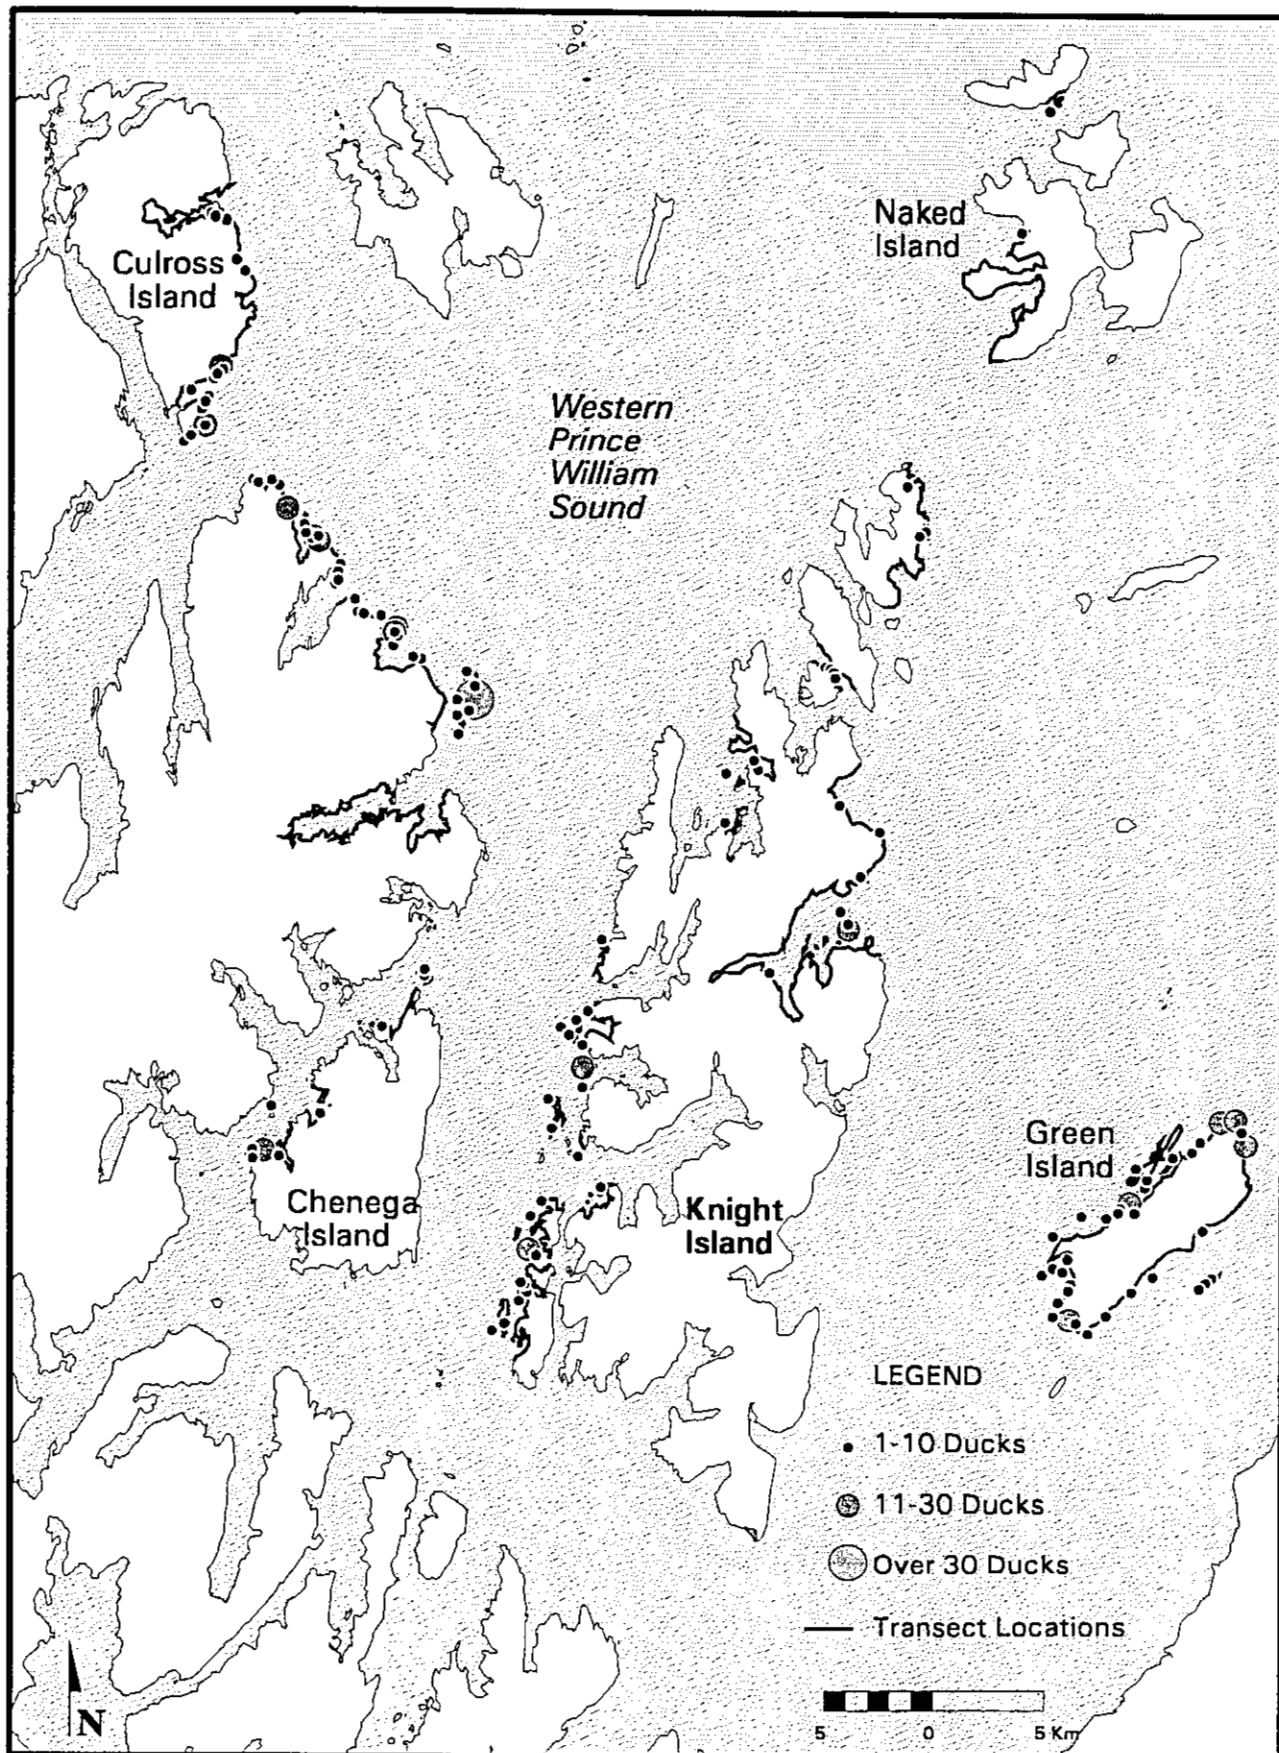 Naked
Island
Culross
Island
Western
Prince
William
Sound
Green
Island
Chenega
Island
Knight
Island
LEGEND
1-10 Ducks
11-30 Ducks
Over 30 Ducks
Transect Locations
N
5 0 5 Km